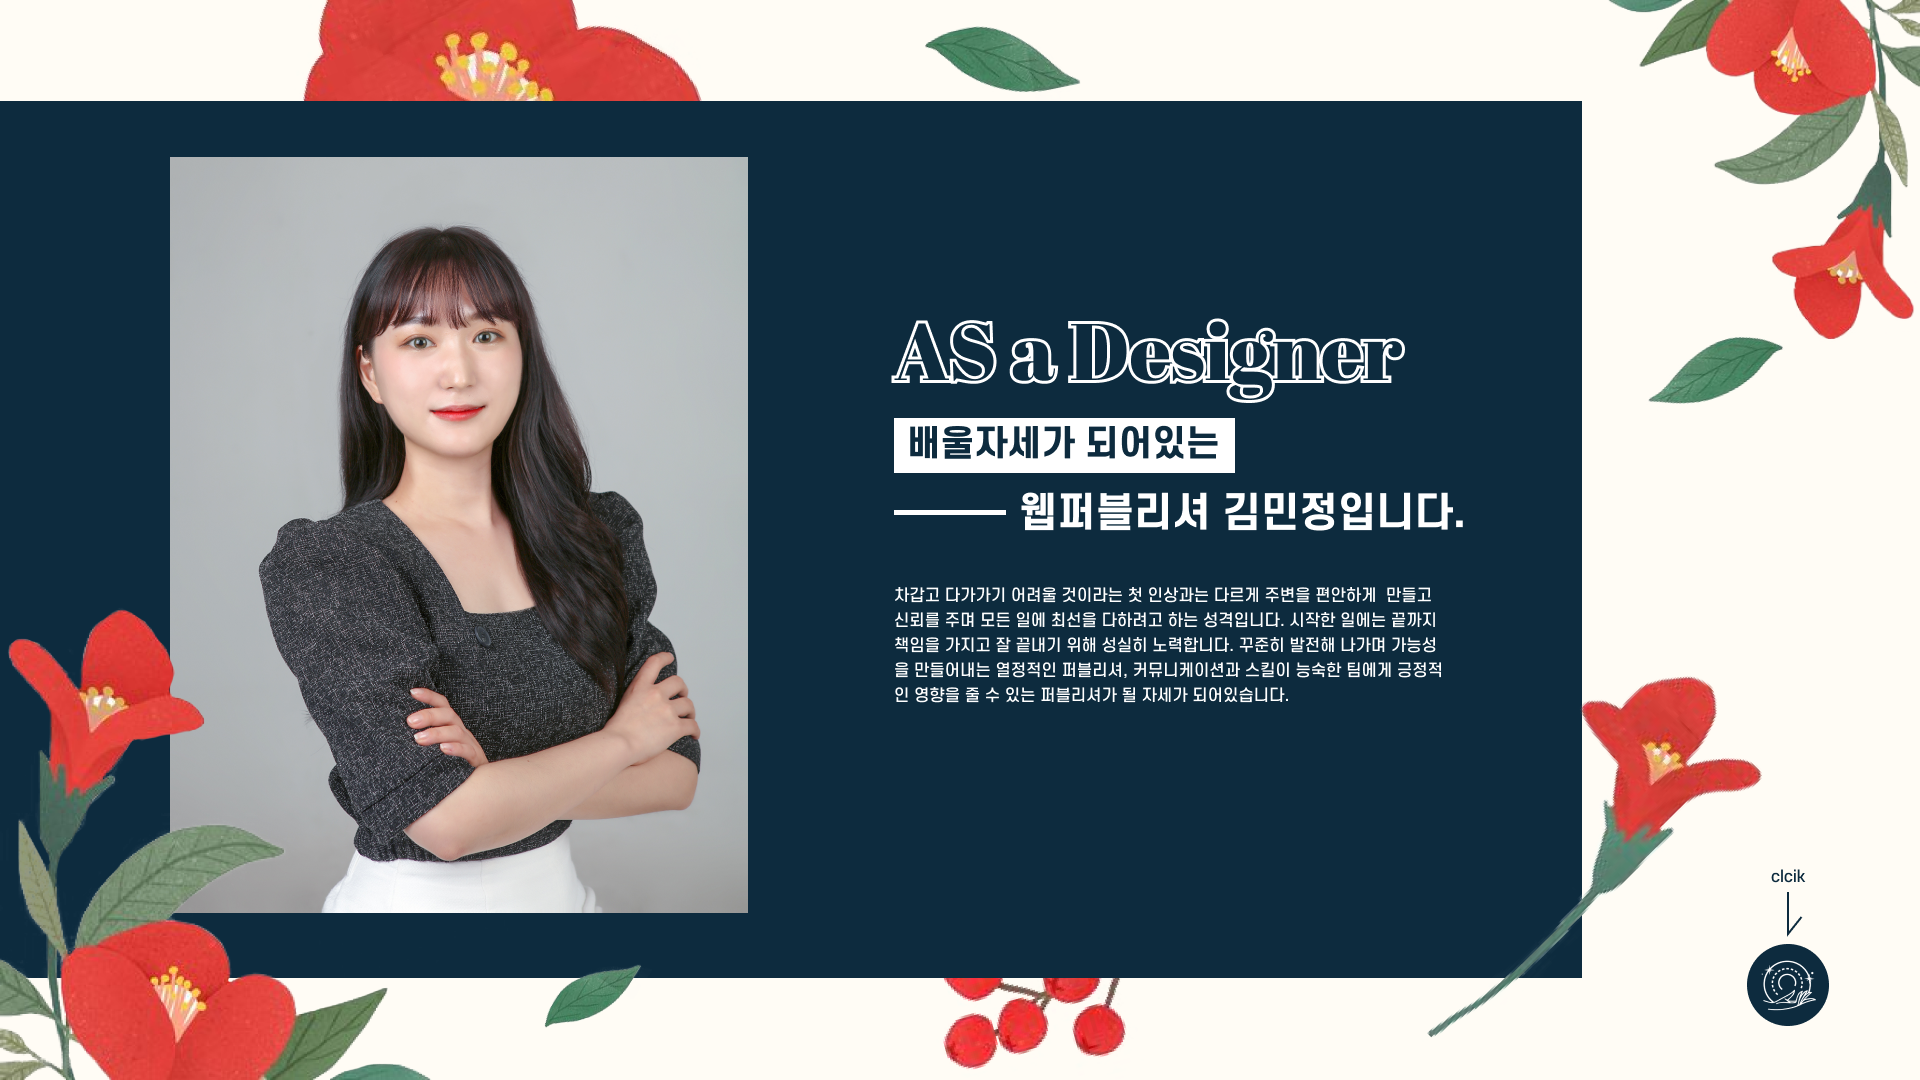 AS a Designer
배울자세가 되어있는
웹퍼블리셔 김민정입니다.
차갑고 다가가기 어려울 것이라는 첫 인상과는 다르게 주변을 편안하게  만들고
신뢰를 주며 모든 일에 최선을 다하려고 하는 성격입니다. 시작한 일에는 끝까지
책임을 가지고 잘 끝내기 위해 성실히 노력합니다. 꾸준히 발전해 나가며 가능성
을 만들어내는 열정적인 퍼블리셔, 커뮤니케이션과 스킬이 능숙한 팀에게 긍정적
인 영향을 줄 수 있는 퍼블리셔가 될 자세가 되어있습니다.
clcik